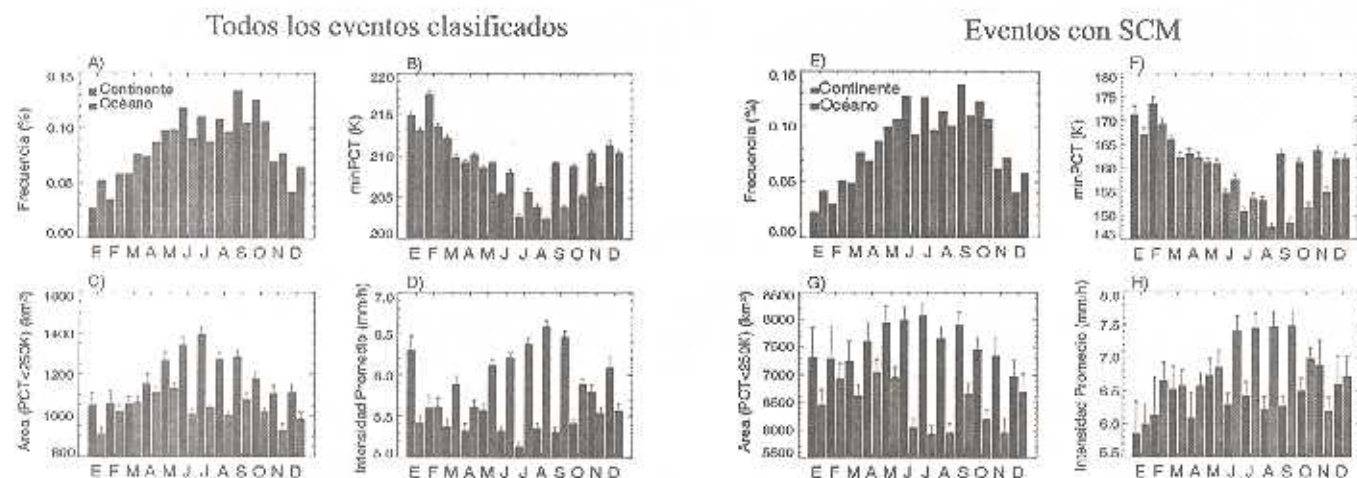 Todos los eventos clasificados
Eventos con SCM
A)
Frecuencia (%)
0.15
0.10
0.05
0.00
Continente
Océano
E F M A M J J A S O N D
B)
minPCT (K)
220
215
210
205
200
E F M A M J J A S O N D
C)
Area (PCT<250K) (km²)
1600
1400
1200
1000
800
E F M A M J J A S O N D
D)
Intensidad Promedio (mm/h)
7.0
6.5
6.0
5.5
5.0
E F M A M J J A S O N D
E)
Frecuencia (%)
0.15
0.10
0.05
0.00
Continente
Océano
E F M A M J J A S O N D
F)
minPCT (K)
180
175
170
165
160
155
150
145
E F M A M J J A S O N D
G)
Area (PCT<250K) (km²)
8500
8000
7500
7000
6500
6000
5500
E F M A M J J A S O N D
H)
Intensidad Promedio (mm/h)
7.5
7.0
6.5
6.0
5.5
E F M A M J J A S O N D